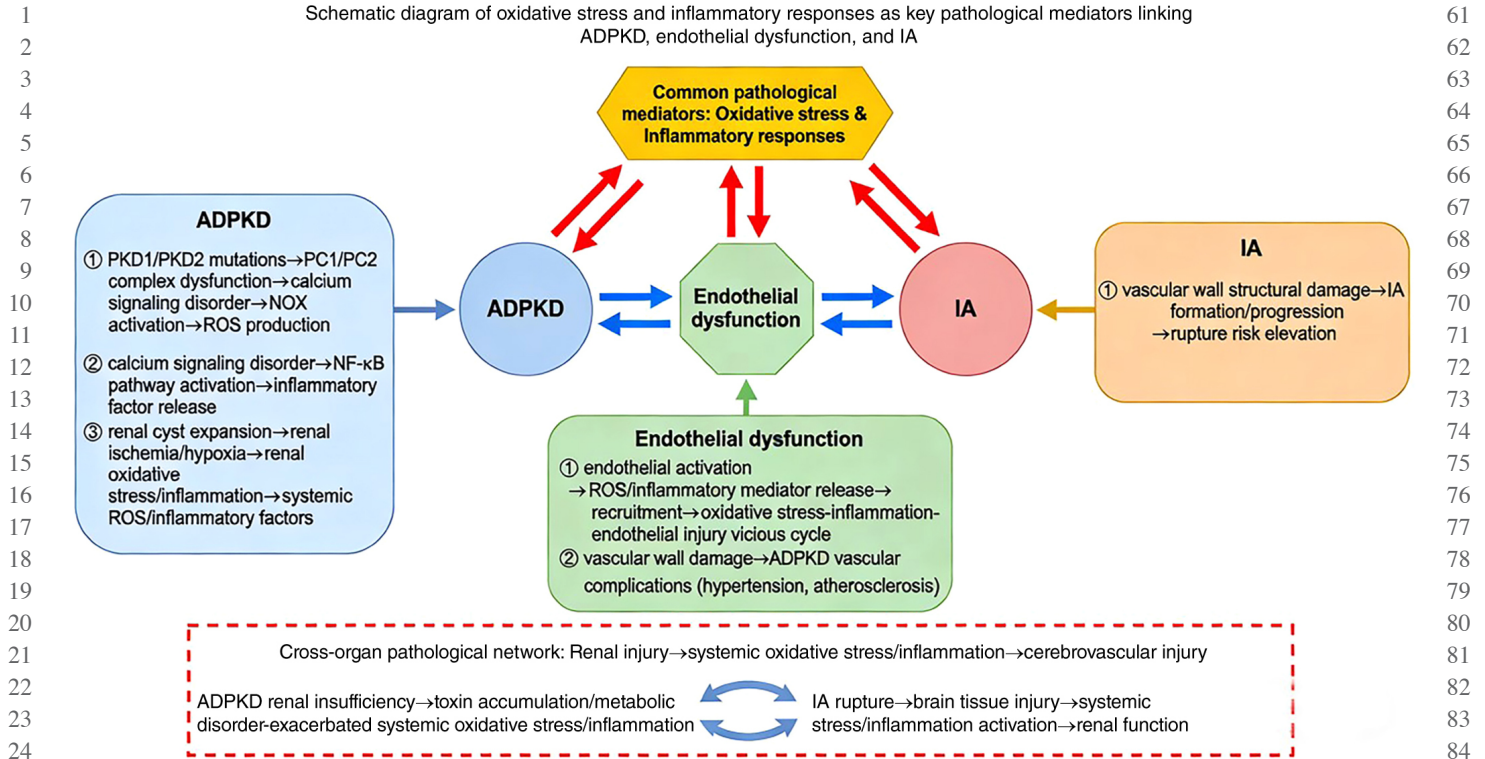 Schematic diagram of oxidative stress and inflammatory responses as key pathological mediators linking
ADPKD, endothelial dysfunction, and IA
Common pathological
mediators: Oxidative stress &
Inflammatory responses
ADPKD
① PKD1/PKD2 mutations→PC1/PC2
complex dysfunction→calcium
signaling disorder→NOX
activation→ROS production
② calcium signaling disorder→NF-κB
pathway activation→inflammatory
factor release
③ renal cyst expansion→renal
ischemia/hypoxia→renal
oxidative
stress/inflammation→systemic
ROS/inflammatory factors
ADPKD
Endothelial
dysfunction
IA
IA
① vascular wall structural damage→IA
formation/progression
→rupture risk elevation
Endothelial dysfunction
① endothelial activation
→ROS/inflammatory mediator release→
recruitment→oxidative stress-inflammation-
endothelial injury vicious cycle
② vascular wall damage→ADPKD vascular
complications (hypertension, atherosclerosis)
Cross-organ pathological network: Renal injury→systemic oxidative stress/inflammation→cerebrovascular injury
ADPKD renal insufficiency→toxin accumulation/metabolic
disorder-exacerbated systemic oxidative stress/inflammation
IA rupture→brain tissue injury→systemic
stress/inflammation activation→renal function
1
2
3
4
5
6
7
8
9
10
11
12
13
14
15
16
17
18
19
20
21
22
23
24
61
62
63
64
65
66
67
68
69
70
71
72
73
74
75
76
77
78
79
80
81
82
83
84